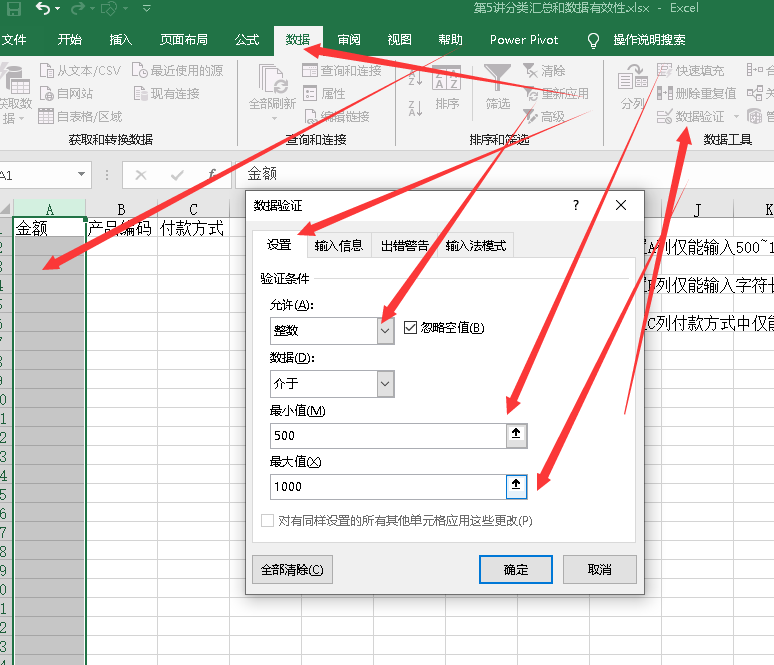 第5讲分类汇总和数据有效性.xlsx - Excel
文件 开始 插入 页面布局 公式 数据 审阅 视图 帮助 Power Pivot 操作说明搜索
从文本/CSV 最近使用的源 查询和连接 清除 快速填充
自网站 现有连接 全部刷新 属性 排序 筛选 重新应用 分列 删除重复值
获取数据 自表格/区域 编辑链接 高级 数据验证
获取和转换数据 查询和连接 排序和筛选 数据工具
A1 金额
A B C J K
金额 产品编码 付款方式
数据验证 ?
设置 输入信息 出错警告 输入法模式
A列仅能输入500~1
验证条件
列仅能输入字符长
允许(A):
整数 忽略空值(B)
C列付款方式中仅能
数据(D):
介于
最小值(M)
500
最大值(X)
1000
对有同样设置的所有其他单元格应用这些更改(P)
全部清除(C) 确定 取消